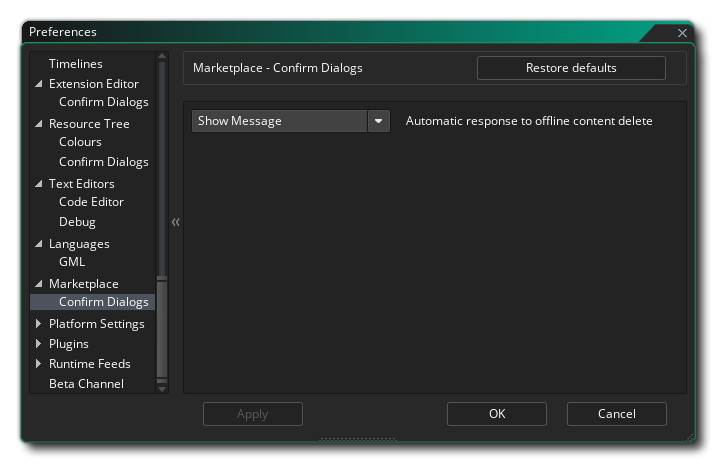 Preferences
Timelines
Extension Editor
Confirm Dialogs
Resource Tree
Colours
Confirm Dialogs
Text Editors
Code Editor
Debug
Languages
GML
Marketplace
Confirm Dialogs
Platform Settings
Plugins
Runtime Feeds
Beta Channel
Marketplace - Confirm Dialogs
Restore defaults
Show Message
Automatic response to offline content delete
Apply
OK
Cancel